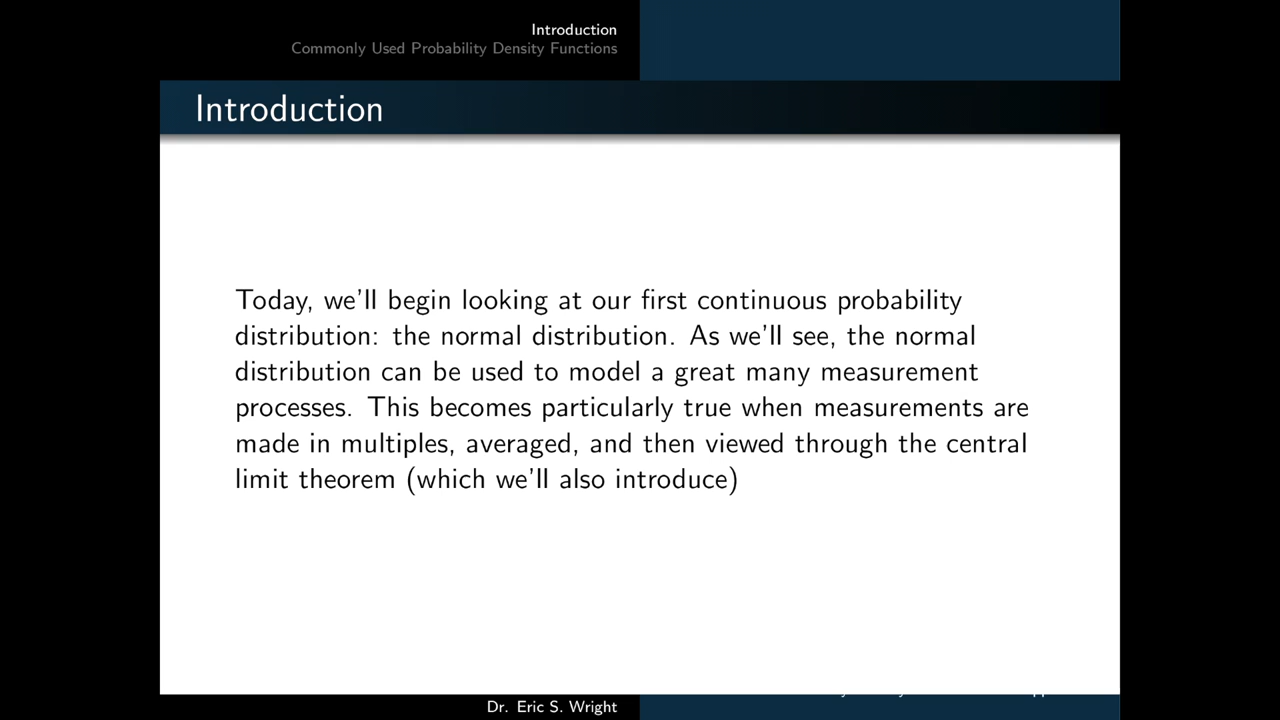 Introduction
Commonly Used Probability Density Functions
Introduction
Today, we'll begin looking at our first continuous probability
distribution: the normal distribution. As we'll see, the normal
distribution can be used to model a great many measurement
processes. This becomes particularly true when measurements are
made in multiples, averaged, and then viewed through the central
limit theorem (which we'll also introduce)
Dr. Eric S. Wright